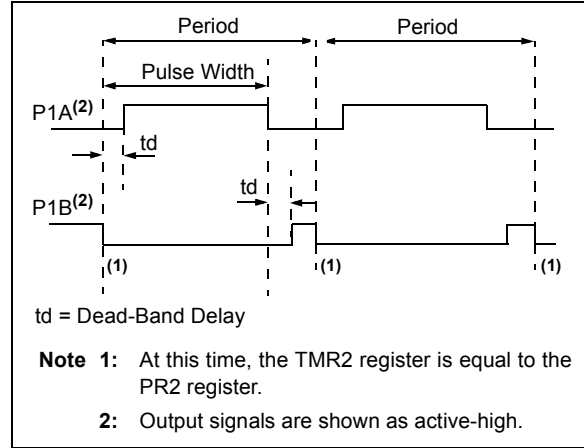 Period Period
Pulse Width
P1A(2)
td
td
P1B(2)
(1) (1) (1)
td = Dead-Band Delay
Note 1: At this time, the TMR2 register is equal to the
PR2 register.
2: Output signals are shown as active-high.